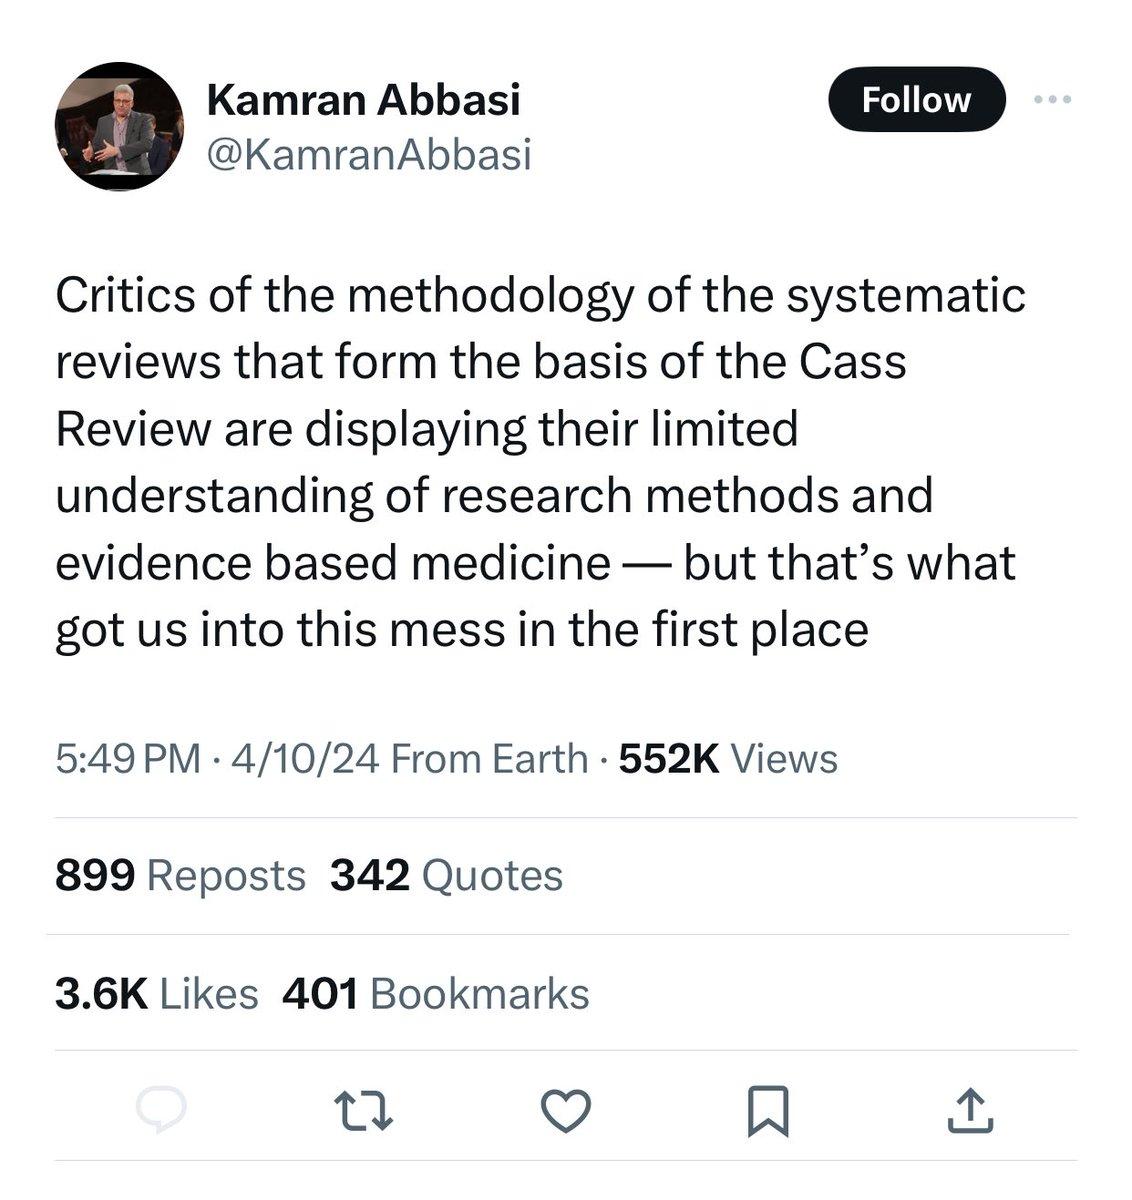 Kamran Abbasi
@KamranAbbasi
Follow
Critics of the methodology of the systematic
reviews that form the basis of the Cass
Review are displaying their limited
understanding of research methods and
evidence based medicine — but that’s what
got us into this mess in the first place
5:49 PM · 4/10/24 From Earth · 552K Views
899 Reposts 342 Quotes
3.6K Likes 401 Bookmarks